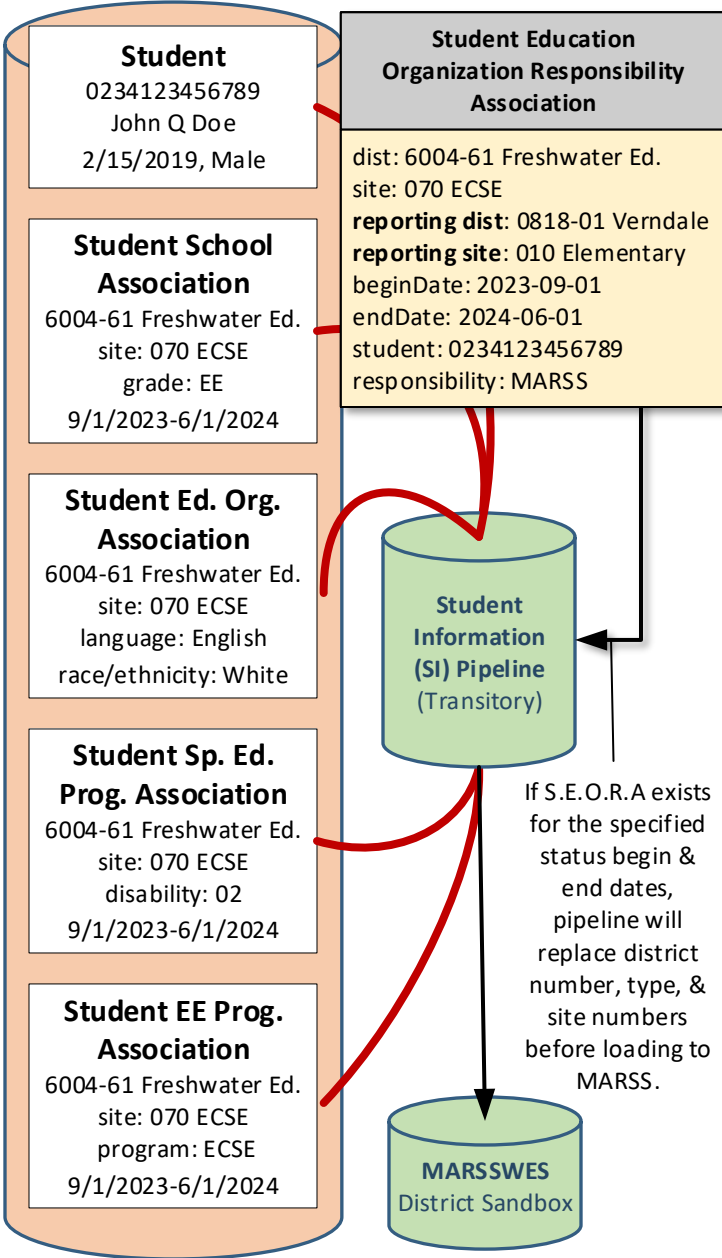 Student
0234123456789
John Q Doe
2/15/2019, Male
Student School
Association
6004-61 Freshwater Ed.
site: 070 ECSE
grade: EE
9/1/2023-6/1/2024
Student Ed. Org.
Association
6004-61 Freshwater Ed.
site: 070 ECSE
language: English
race/ethnicity: White
Student Sp. Ed.
Prog. Association
6004-61 Freshwater Ed.
site: 070 ECSE
disability: 02
9/1/2023-6/1/2024
Student EE Prog.
Association
6004-61 Freshwater Ed.
site: 070 ECSE
program: ECSE
9/1/2023-6/1/2024
Student Education
Organization Responsibility
Association
dist: 6004-61 Freshwater Ed.
site: 070 ECSE
reporting dist: 0818-01 Verndale
reporting site: 010 Elementary
beginDate: 2023-09-01
endDate: 2024-06-01
student: 0234123456789
responsibility: MARSS
Student
Information
(SI) Pipeline
(Transitory)
If S.E.O.R.A exists
for the specified
status begin &
end dates,
pipeline will
replace district
number, type, &
site numbers
before loading to
MARSS.
MARSSWES
District Sandbox